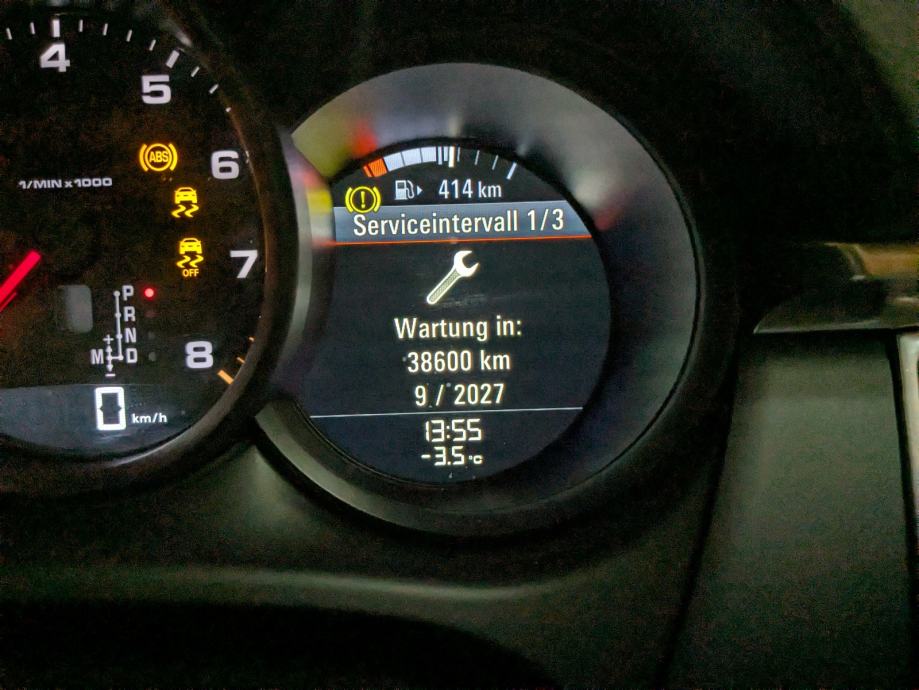 4
5
6
7
8
1/MIN x 1000
ABS
OFF
P
R
N
+
M D
-
0
km/h
414 km
Serviceintervall 1/3
Wartung in:
38600 km
9 / 2027
13:55
-3.5 °C